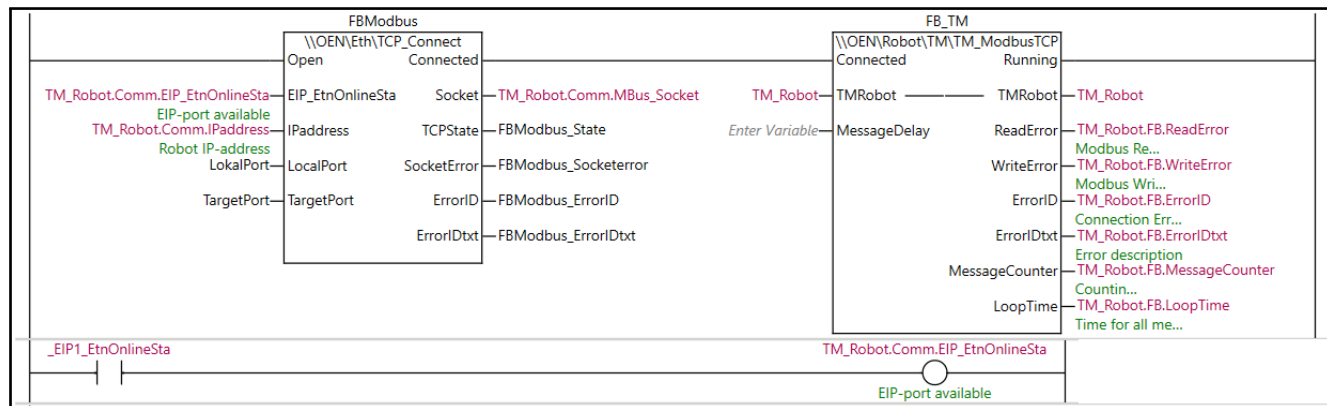 FBModbus FB_TM
\\OEN\Eth\TCP_Connect \\OEN\Robot\TM\TM_ModbusTCP
Open Connected Connected Running
TM_Robot.Comm.EIP_EtnOnlineSta EIP_EtnOnlineSta Socket TM_Robot.Comm.MBus_Socket TM_Robot TMRobot TMRobot TM_Robot
EIP-port available
TM_Robot.Comm.IPaddress IPaddress TCPState FBModbus_State Enter Variable MessageDelay ReadError TM_Robot.FB.ReadError
Robot IP-address Modbus Re...
LokalPort LocalPort SocketError FBModbus_Socketerror WriteError TM_Robot.FB.WriteError
Modbus Wri...
TargetPort TargetPort ErrorID FBModbus_ErrorID ErrorID TM_Robot.FB.ErrorID
Connection Err...
ErrorIDtxt FBModbus_ErrorIDtxt ErrorIDtxt TM_Robot.FB.ErrorIDtxt
Error description
MessageCounter TM_Robot.FB.MessageCounter
Countin...
LoopTime TM_Robot.FB.LoopTime
Time for all me...
_EIP1_EtnOnlineSta TM_Robot.Comm.EIP_EtnOnlineSta
EIP-port available